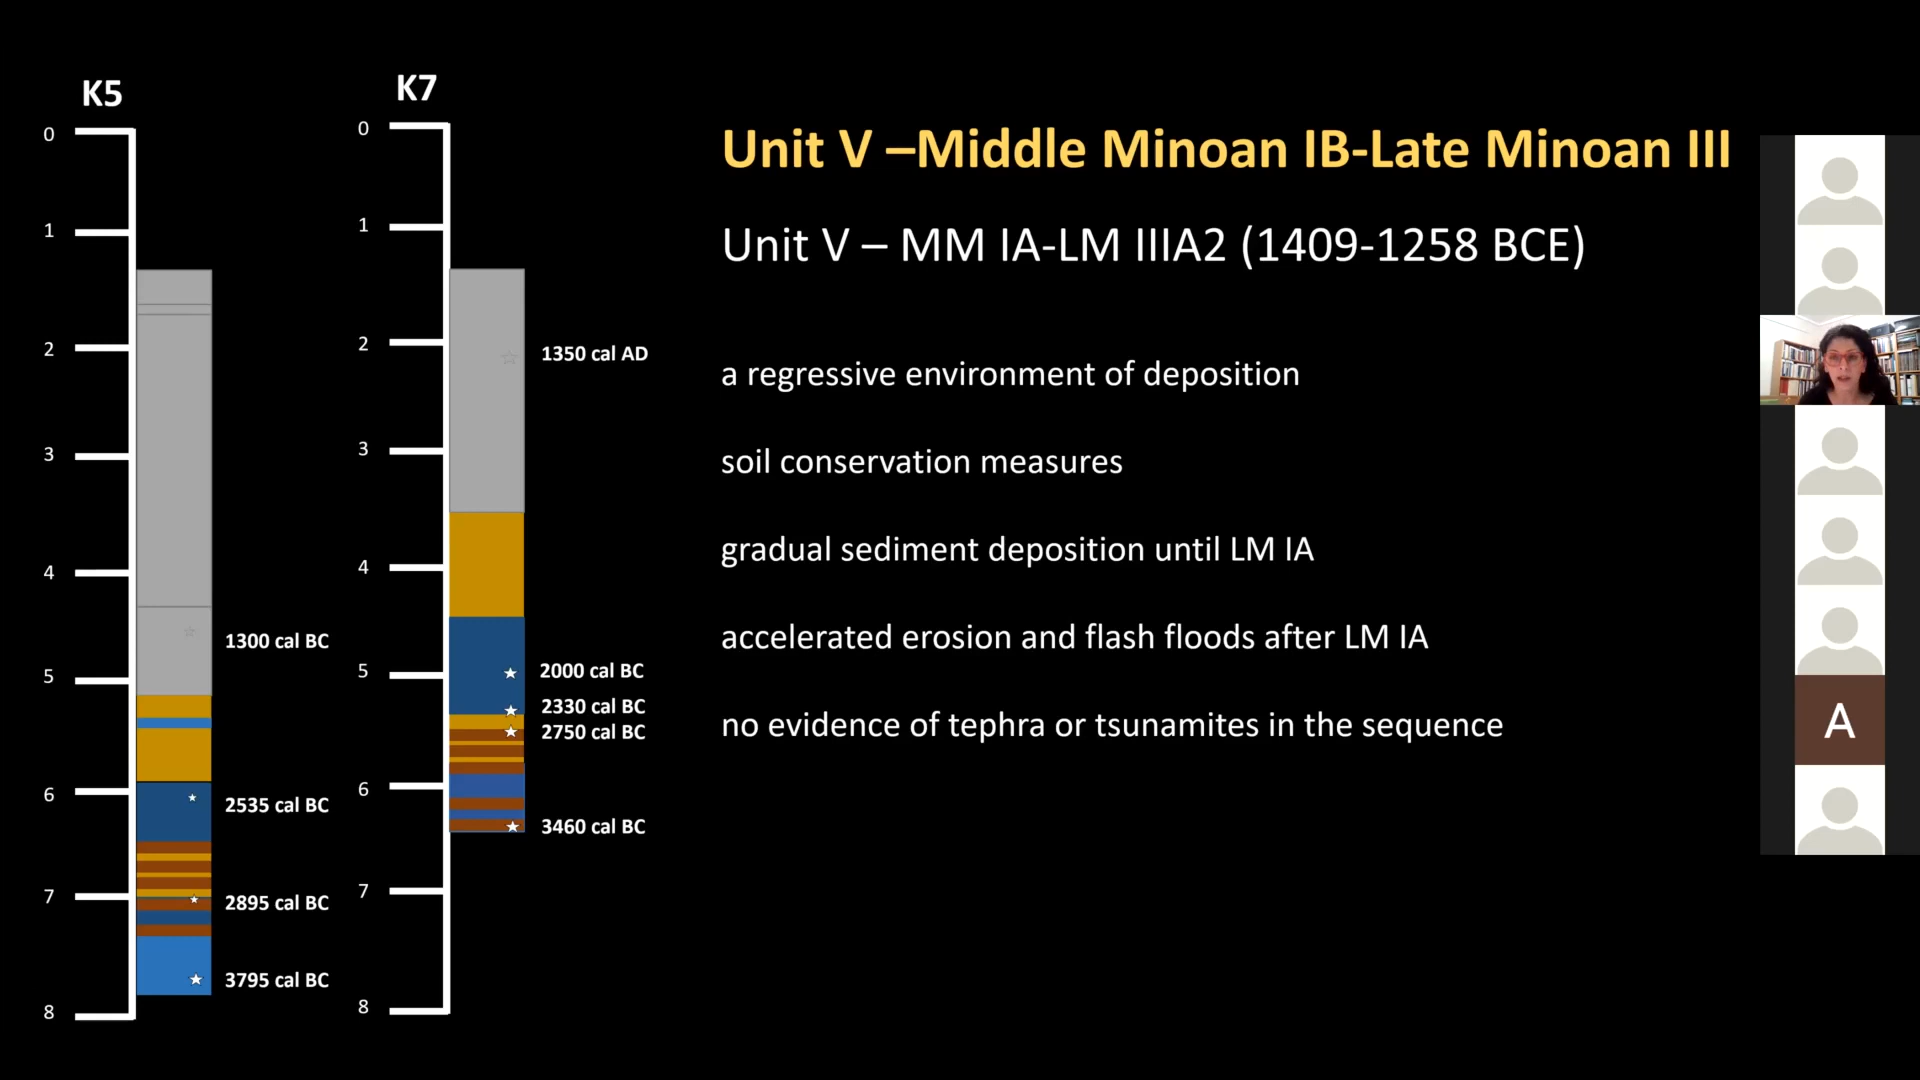 K5
0
1
2
3
4
5
6
7
8
1300 cal BC
2535 cal BC
2895 cal BC
3795 cal BC
K7
0
1
2
3
4
5
6
7
8
1350 cal AD
2000 cal BC
2330 cal BC
2750 cal BC
3460 cal BC
Unit V –Middle Minoan IB-Late Minoan III
Unit V – MM IA-LM IIIA2 (1409-1258 BCE)
a regressive environment of deposition
soil conservation measures
gradual sediment deposition until LM IA
accelerated erosion and flash floods after LM IA
no evidence of tephra or tsunamites in the sequence
A